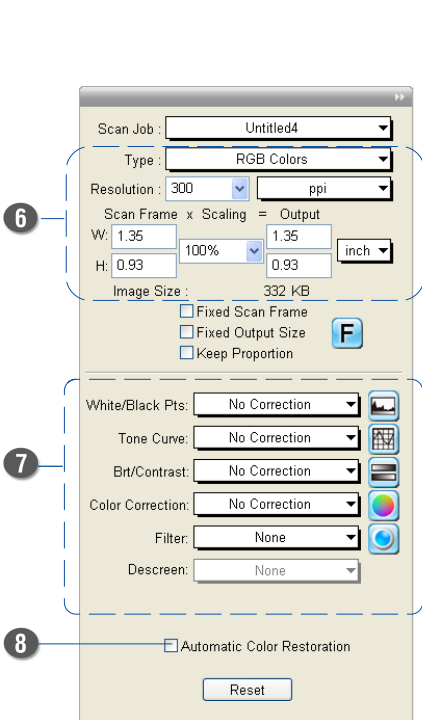 Scan Job : Untitled4
6
Type : RGB Colors
Resolution : 300 ppi
Scan Frame x Scaling = Output
W: 1.35 100% 1.35 inch
H: 0.93 0.93
Image Size : 332 KB
Fixed Scan Frame
Fixed Output Size
F
Keep Proportion
7
White/Black Pts: No Correction
Tone Curve: No Correction
Brt/Contrast: No Correction
Color Correction: No Correction
Filter: None
Descreen: None
8
Automatic Color Restoration
Reset